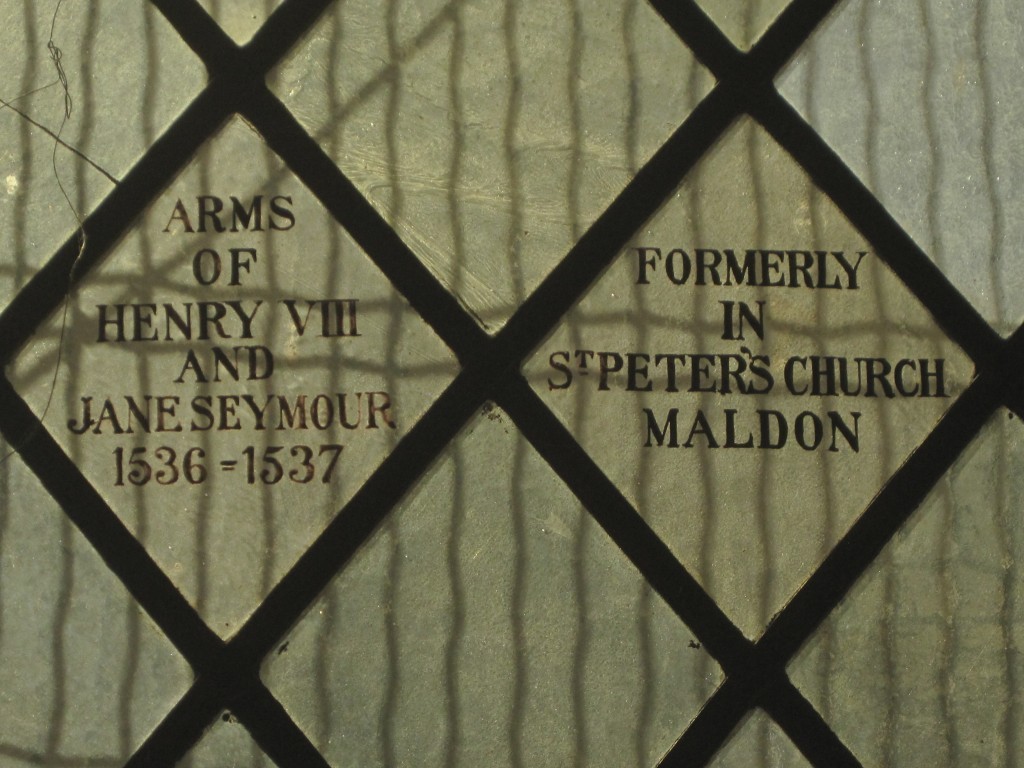 ARMS
OF
HENRY VIII
AND
JANE SEYMOUR
1536=1537
FORMERLY
IN
ST PETER'S CHURCH
MALDON